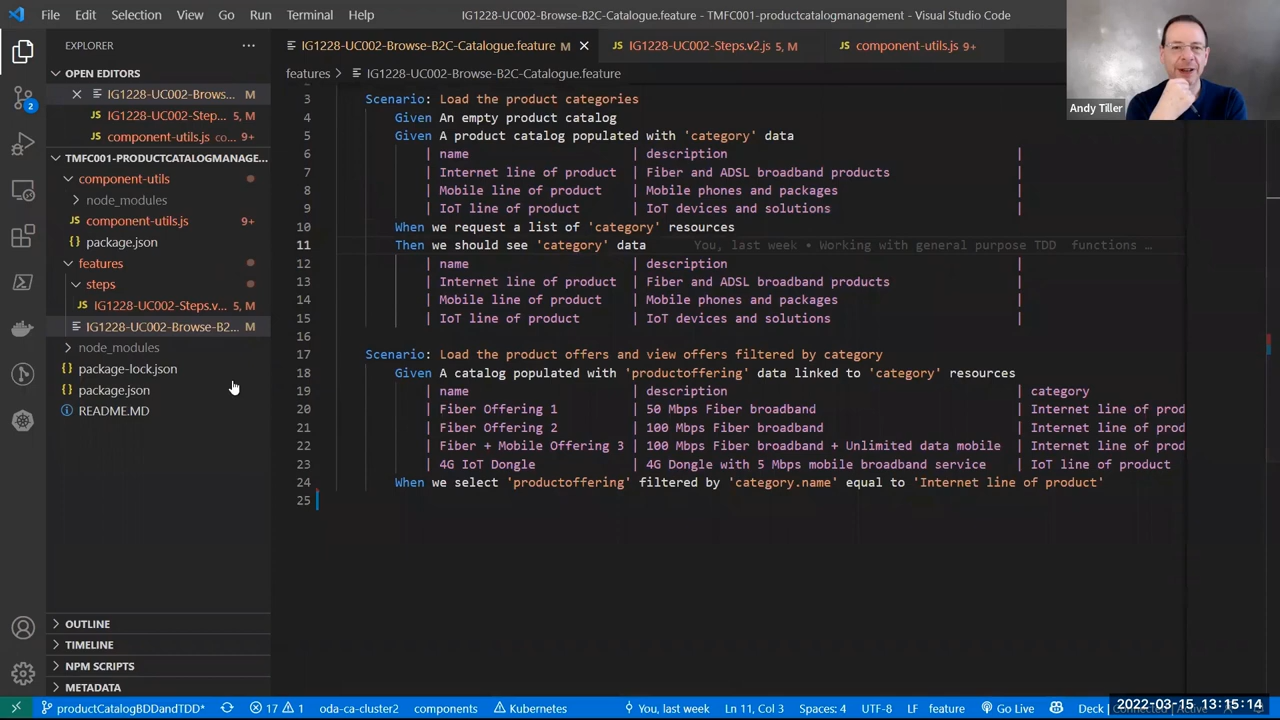 File Edit Selection View Go Run Terminal Help IG1228-UC002-Browse-B2C-Catalogue.feature - TMFC001-productcatalogmanagement - Visual Studio Code
EXPLORER
OPEN EDITORS
IG1228-UC002-Brows... M
IG1228-UC002-Step... 5, M
component-utils.js co... 9+
TMFC001-PRODUCTCATALOGMANAGE...
component-utils
node_modules
component-utils.js 9+
package.json
features
steps
IG1228-UC002-Steps.v... 5, M
IG1228-UC002-Browse-B2... M
node_modules
package-lock.json
package.json
README.MD
OUTLINE
TIMELINE
NPM SCRIPTS
METADATA
IG1228-UC002-Browse-B2C-Catalogue.feature M IG1228-UC002-Steps.v2.js 5, M component-utils.js 9+
features > IG1228-UC002-Browse-B2C-Catalogue.feature
3 Scenario: Load the product categories
4 Given An empty product catalog
5 Given A product catalog populated with 'category' data
6 | name | description |
7 | Internet line of product | Fiber and ADSL broadband products |
8 | Mobile line of product | Mobile phones and packages |
9 | IoT line of product | IoT devices and solutions |
10 When we request a list of 'category' resources
11 Then we should see 'category' data You, last week • Working with general purpose TDD functions …
12 | name | description |
13 | Internet line of product | Fiber and ADSL broadband products |
14 | Mobile line of product | Mobile phones and packages |
15 | IoT line of product | IoT devices and solutions |
16
17 Scenario: Load the product offers and view offers filtered by category
18 Given A catalog populated with 'productoffering' data linked to 'category' resources
19 | name | description | category
20 | Fiber Offering 1 | 50 Mbps Fiber broadband | Internet line of prod
21 | Fiber Offering 2 | 100 Mbps Fiber broadband | Internet line of prod
22 | Fiber + Mobile Offering 3 | 100 Mbps Fiber broadband + Unlimited data mobile | Internet line of prod
23 | 4G IoT Dongle | 4G Dongle with 5 Mbps mobile broadband service | IoT line of product
24 When we select 'productoffering' filtered by 'category.name' equal to 'Internet line of product'
25
Andy Tiller
2
productCatalogBDDandTDD* 17 1 oda-ca-cluster2 components Kubernetes You, last week Ln 11, Col 3 Spaces: 4 UTF-8 LF feature Go Live Deck
2022-03-15 13:15:14